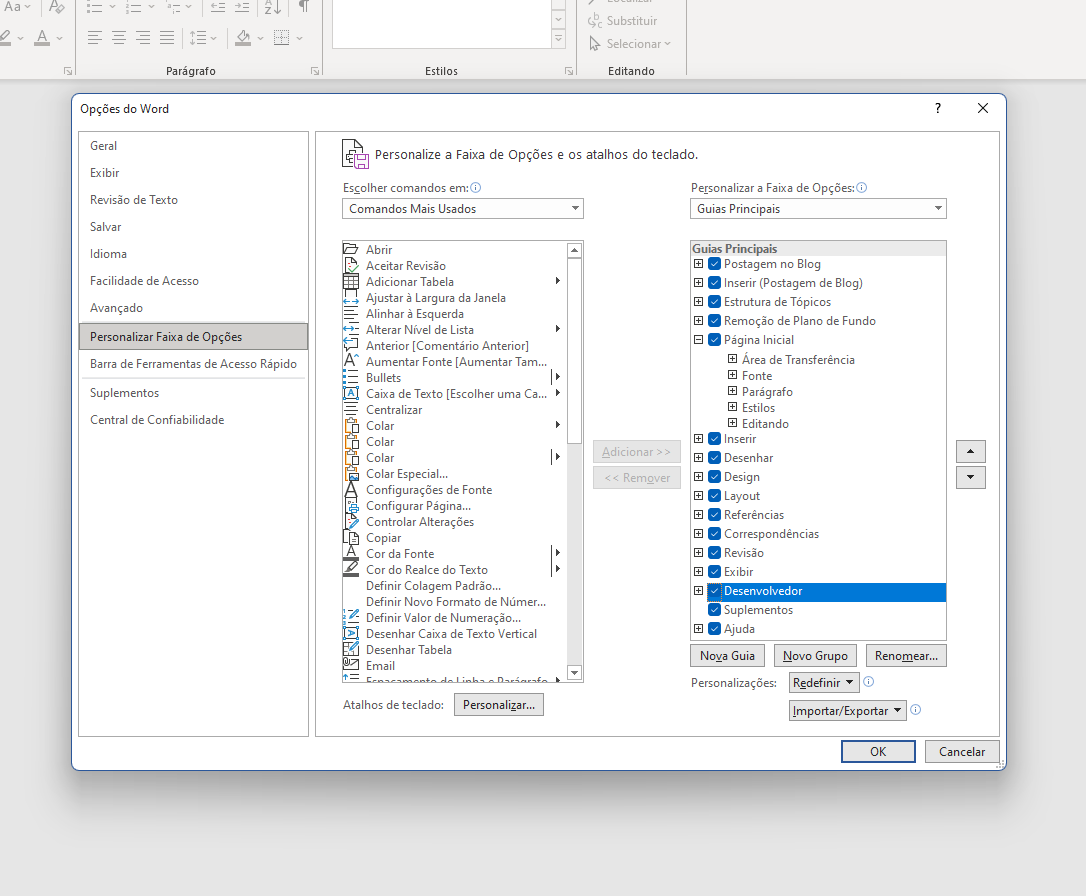 Aa
Localizar
Substituir
Selecionar
Parágrafo
Estilos
Editando
Opções do Word
?
Geral
Exibir
Revisão de Texto
Salvar
Idioma
Facilidade de Acesso
Avançado
Personalizar Faixa de Opções
Barra de Ferramentas de Acesso Rápido
Suplementos
Central de Confiabilidade
Personalize a Faixa de Opções e os atalhos do teclado.
Escolher comandos em:
Comandos Mais Usados
Abrir
Aceitar Revisão
Adicionar Tabela
Ajustar à Largura da Janela
Alinhar à Esquerda
Alterar Nível de Lista
Anterior [Comentário Anterior]
Aumentar Fonte [Aumentar Tam...
Bullets
Caixa de Texto [Escolher uma Ca...
Centralizar
Colar
Colar
Colar
Colar Especial...
Configurações de Fonte
Configurar Página...
Controlar Alterações
Copiar
Cor da Fonte
Cor do Realce do Texto
Definir Colagem Padrão...
Definir Novo Formato de Númer...
Definir Valor de Numeração...
Desenhar Caixa de Texto Vertical
Desenhar Tabela
Email
Espaçamento de Linha e Parágrafo
Atalhos de teclado:
Personalizar...
Adicionar >>
<< Remover
Personalizar a Faixa de Opções:
Guias Principais
Guias Principais
Postagem no Blog
Inserir (Postagem de Blog)
Estrutura de Tópicos
Remoção de Plano de Fundo
Página Inicial
Área de Transferência
Fonte
Parágrafo
Estilos
Editando
Inserir
Desenhar
Design
Layout
Referências
Correspondências
Revisão
Exibir
Desenvolvedor
Suplementos
Ajuda
Nova Guia
Novo Grupo
Renomear...
Personalizações:
Redefinir
Importar/Exportar
OK
Cancelar